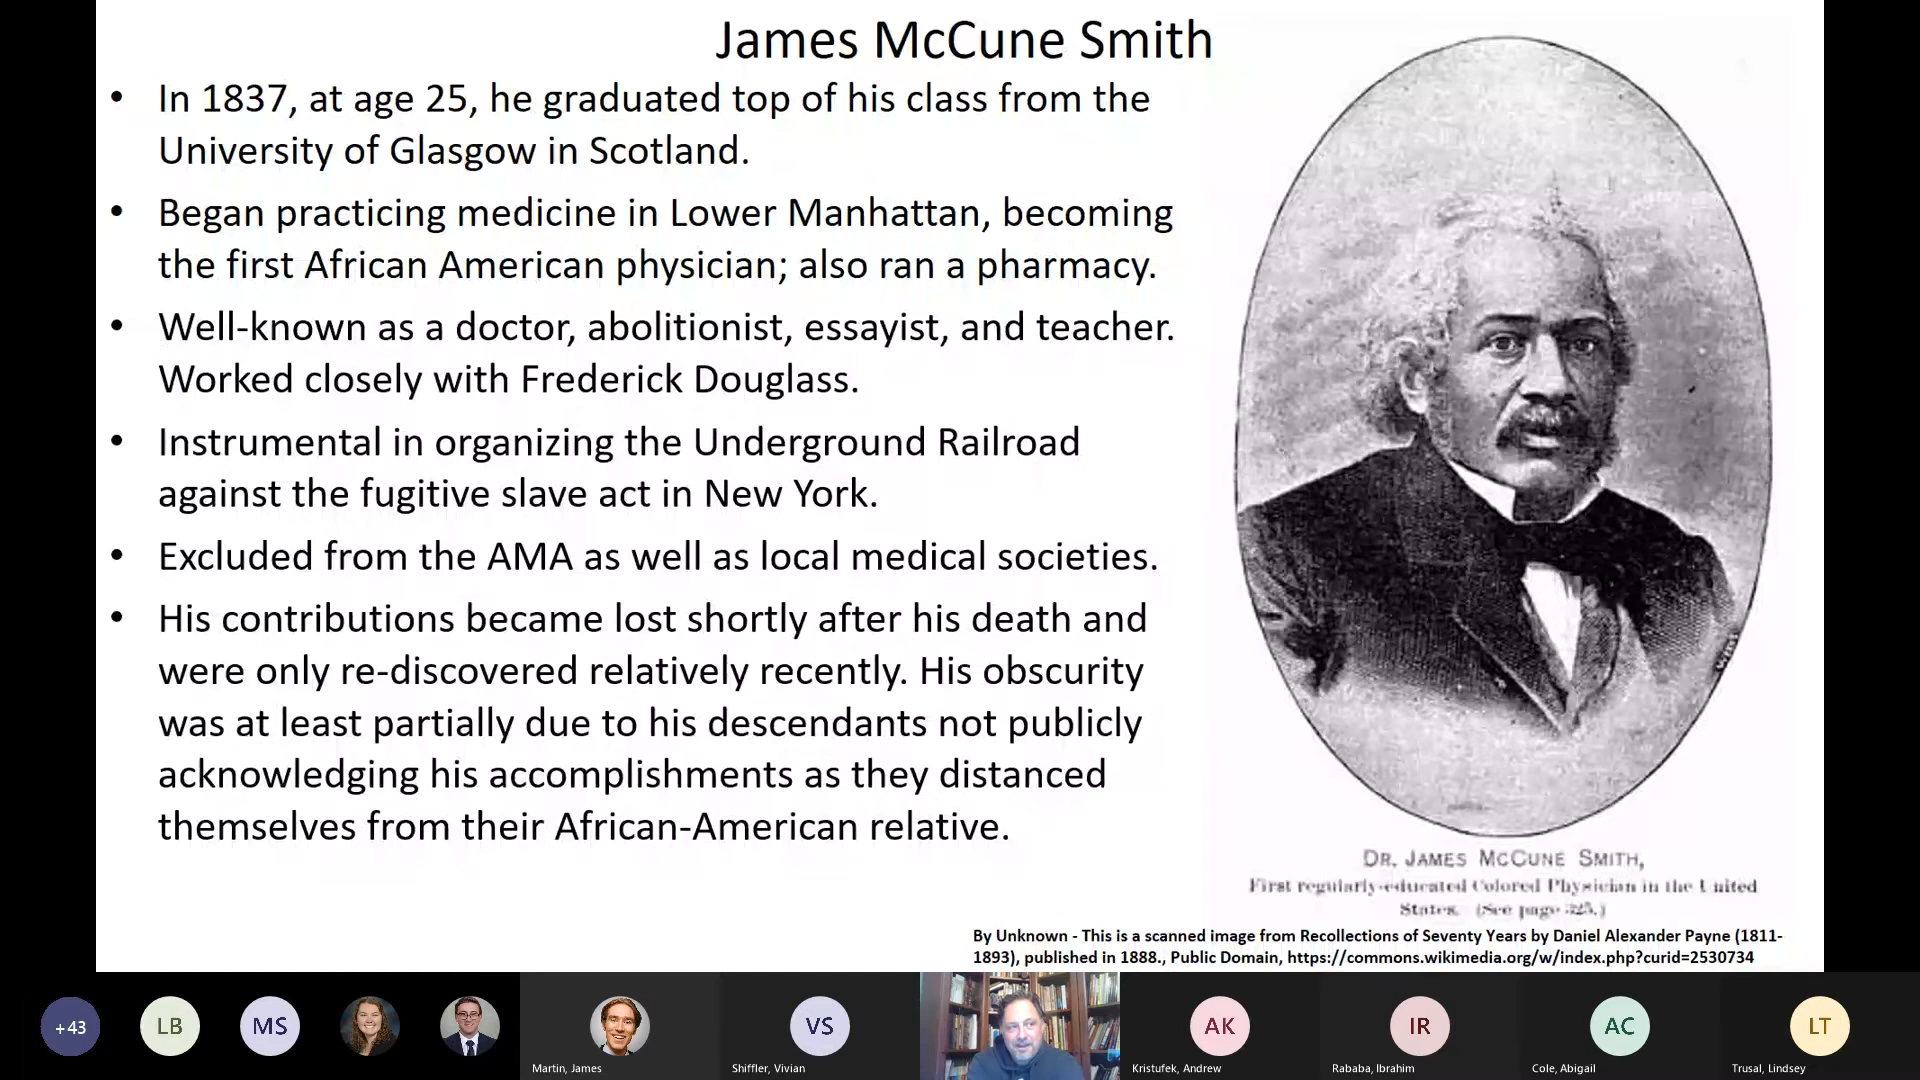 James McCune Smith
• In 1837, at age 25, he graduated top of his class from the
University of Glasgow in Scotland.
• Began practicing medicine in Lower Manhattan, becoming
the first African American physician; also ran a pharmacy.
• Well-known as a doctor, abolitionist, essayist, and teacher.
Worked closely with Frederick Douglass.
• Instrumental in organizing the Underground Railroad
against the fugitive slave act in New York.
• Excluded from the AMA as well as local medical societies.
• His contributions became lost shortly after his death and
were only re-discovered relatively recently. His obscurity
was at least partially due to his descendants not publicly
acknowledging his accomplishments as they distanced
themselves from their African-American relative.
DR. JAMES MCCUNE SMITH,
First regularly-educated Colored Physician in the United
States. (See page 325.)
By Unknown - This is a scanned image from Recollections of Seventy Years by Daniel Alexander Payne (1811-
1893), published in 1888., Public Domain, https://commons.wikimedia.org/w/index.php?curid=2530734
+43
LB
MS
VS
AK
IR
AC
LT
Martin, James
Shiffler, Vivian
Kristufek, Andrew
Rababa, Ibrahim
Cole, Abigail
Trusal, Lindsey